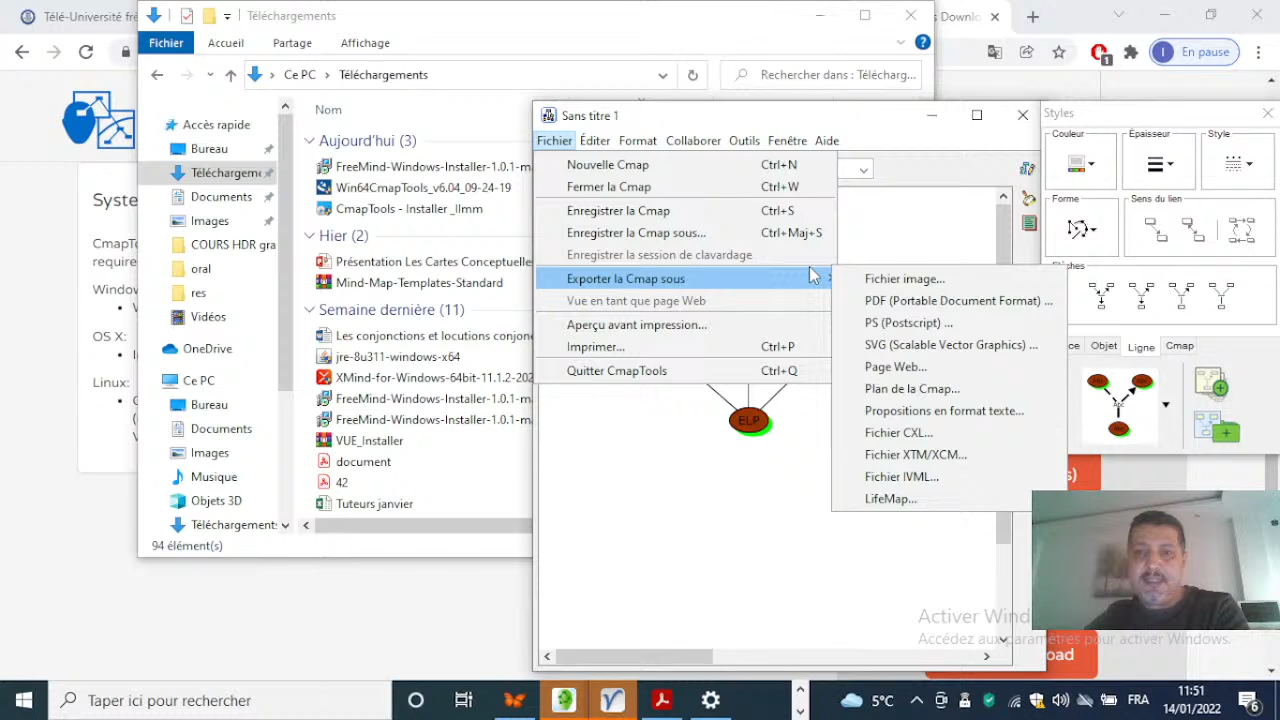 Télé-Université frè
Téléchargements
s Downlo
Fichier
Accueil
Partage
Affichage
En pause
1
Ce PC
Téléchargements
Rechercher dans : Télécharg...
Nom
Accès rapide
Bureau
Téléchargeme
Documents
Images
COURS HDR gra
oral
res
Vidéos
OneDrive
Ce PC
Bureau
Documents
Images
Musique
Objets 3D
Téléchargements
94 élément(s)
Aujourd'hui (3)
FreeMind-Windows-Installer-1.0.1-m
Win64CmapTools_v6.04_09-24-19
CmapTools - Installer _llmm
Hier (2)
Présentation Les Cartes Conceptuelle
Mind-Map-Templates-Standard
Semaine dernière (11)
Les conjonctions et locutions conjon
jre-8u311-windows-x64
XMind-for-Windows-64bit-11.1.2-202
FreeMind-Windows-Installer-1.0.1-m
FreeMind-Windows-Installer-1.0.1-m
VUE_Installer
document
42
Tuteurs janvier
Syste
CmapTo
require
Window
OS X:
Linux:
Sans titre 1
Fichier
Éditer
Format
Collaborer
Outils
Fenêtre
Aide
Nouvelle Cmap Ctrl+N
Fermer la Cmap Ctrl+W
Enregistrer la Cmap Ctrl+S
Enregistrer la Cmap sous... Ctrl+Maj+S
Enregistrer la session de clavardage
Exporter la Cmap sous
Vue en tant que page Web
Aperçu avant impression...
Imprimer... Ctrl+P
Quitter CmapTools Ctrl+Q
Fichier image...
PDF (Portable Document Format) ...
PS (Postscript) ...
SVG (Scalable Vector Graphics) ...
Page Web...
Plan de la Cmap...
Propositions en format texte...
Fichier CXL...
Fichier XTM/XCM...
Fichier IVML...
LifeMap...
ELP
Styles
Couleur
Épaisseur
Style
Forme
Sens du lien
Objet
Ligne
Cmap
Abc
s)
Activer Wind
Accédez aux paramètres pour activer Windows.
oad
Taper ici pour rechercher
5°C
FRA
11:51
14/01/2022
6